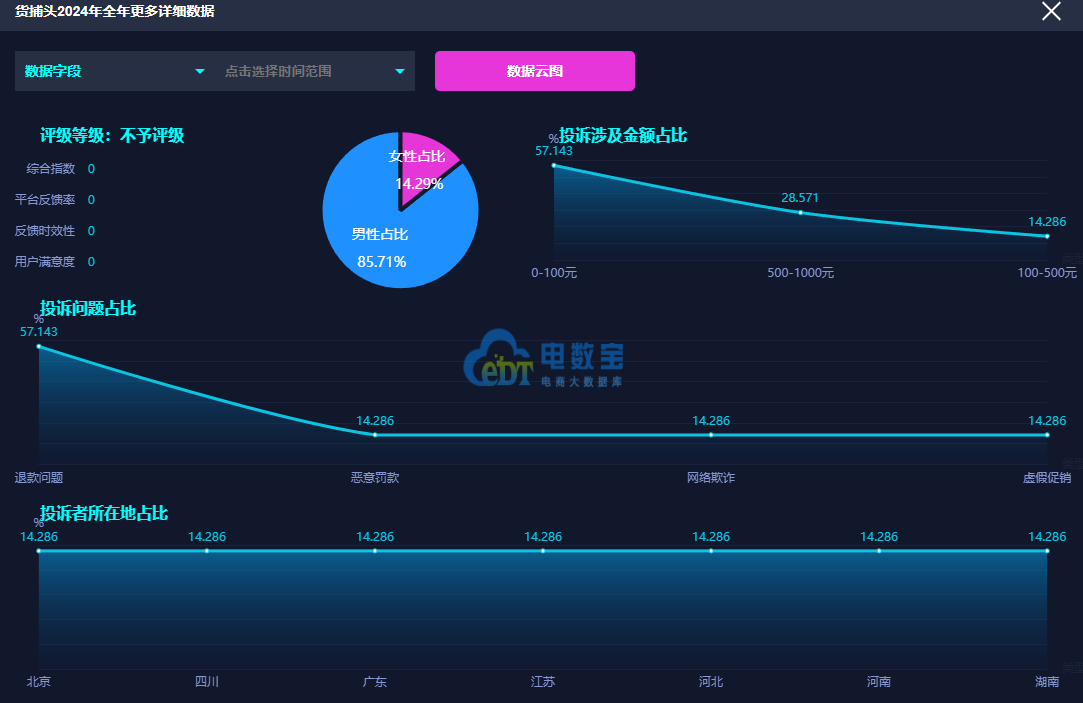 货捕头2024年全年更多详细数据
数据字段
点击选择时间范围
数据云图
评级等级：不予评级
综合指数 0
平台反馈率 0
反馈时效性 0
用户满意度 0
女性占比
14.29%
男性占比
85.71%
投诉涉及金额占比
%
57.143
28.571
14.286
0-100元
500-1000元
100-500元
投诉问题占比
%
57.143
14.286
14.286
14.286
退款问题
恶意罚款
网络欺诈
虚假促销
电数宝
eDT
电商大数据库
投诉者所在地占比
%
14.286
14.286
14.286
14.286
14.286
14.286
14.286
北京
四川
广东
江苏
河北
河南
湖南